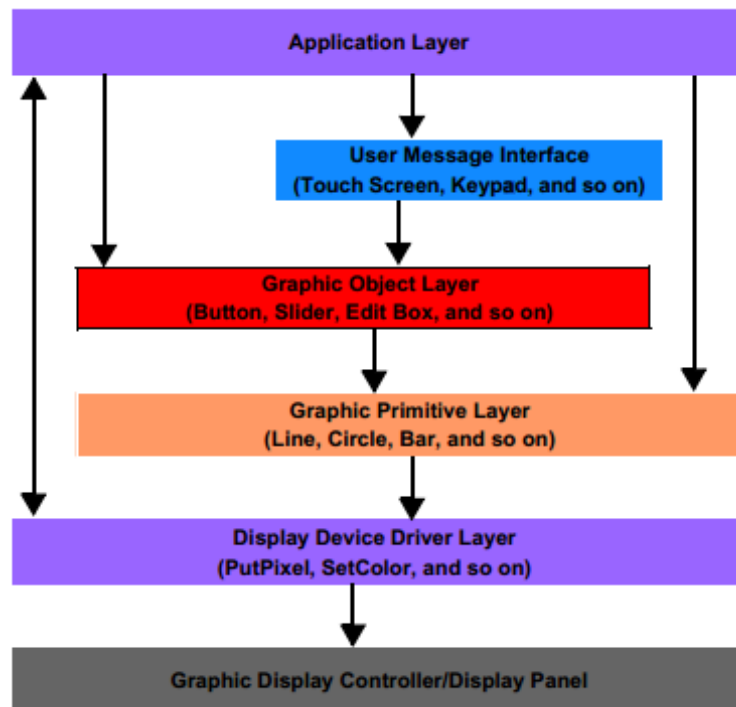 Application Layer
User Message Interface
(Touch Screen, Keypad, and so on)
Graphic Object Layer
(Button, Slider, Edit Box, and so on)
Graphic Primitive Layer
(Line, Circle, Bar, and so on)
Display Device Driver Layer
(PutPixel, SetColor, and so on)
Graphic Display Controller/Display Panel